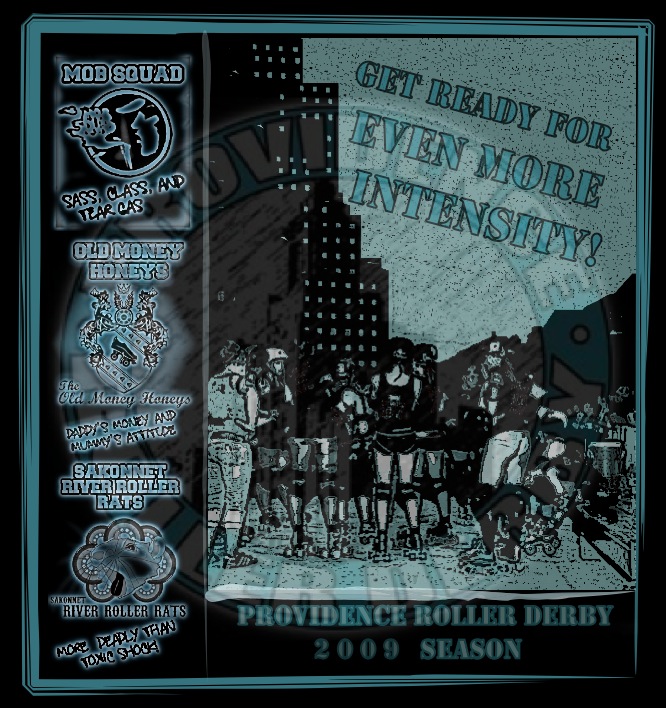 MOB SQUAD
SASS, CLASS, AND
TEAR GAS
OLD MONEY
HONEY'S
The
Old Money Honeys
DADDY'S MONEY AND
MUMMY'S ATTITUDE
SAKONNET
RIVER ROLLER
RATS
SAKONNET
RIVER ROLLER RATS
MORE DEADLY THAN
TOXIC SHOCK!
GET READY FOR
EVEN MORE
INTENSITY!
PROVIDENCE ROLLER DERBY
2009 SEASON